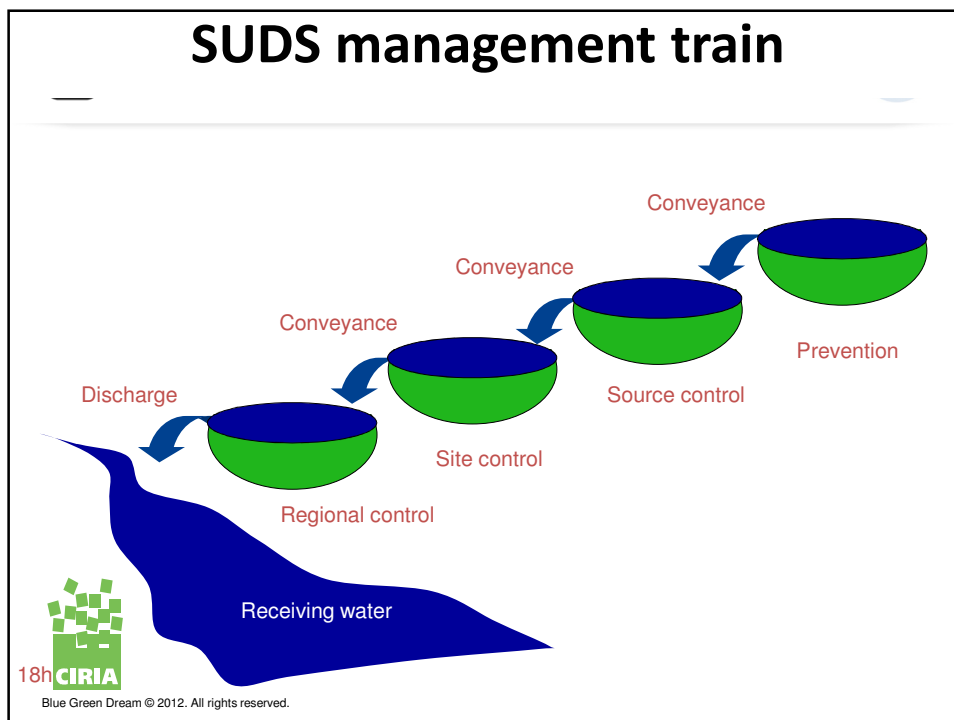 SUDS management train
Conveyance
Conveyance
Conveyance
Prevention
Discharge
Source control
Site control
Regional control
Receiving water
18h
CIRIA
Blue Green Dream © 2012. All rights reserved.